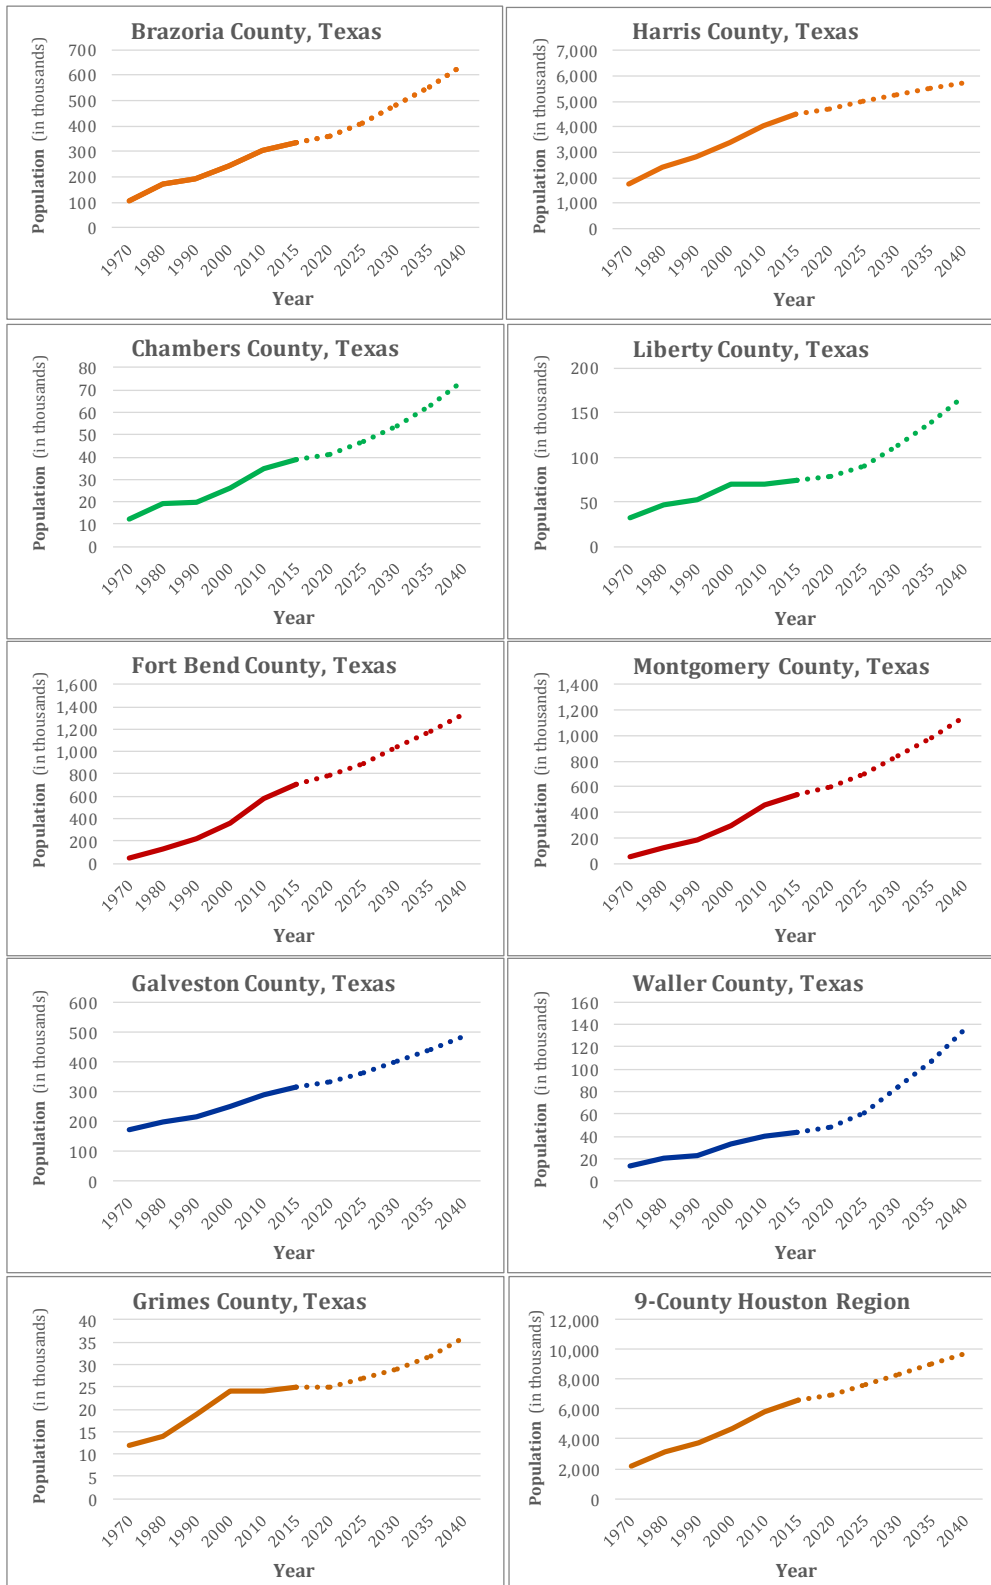 Brazoria County, Texas
Population (in thousands)
700
600
500
400
300
200
100
0
1970 1980 1990 2000 2010 2015 2020 2025 2030 2035 2040
Year
Harris County, Texas
Population (in thousands)
7,000
6,000
5,000
4,000
3,000
2,000
1,000
0
1970 1980 1990 2000 2010 2015 2020 2025 2030 2035 2040
Year
Chambers County, Texas
Population (in thousands)
80
70
60
50
40
30
20
10
0
1970 1980 1990 2000 2010 2015 2020 2025 2030 2035 2040
Year
Liberty County, Texas
Population (in thousands)
200
150
100
50
0
1970 1980 1990 2000 2010 2015 2020 2025 2030 2035 2040
Year
Fort Bend County, Texas
Population (in thousands)
1,600
1,400
1,200
1,000
800
600
400
200
0
1970 1980 1990 2000 2010 2015 2020 2025 2030 2035 2040
Year
Montgomery County, Texas
Population (in thousands)
1,400
1,200
1,000
800
600
400
200
0
1970 1980 1990 2000 2010 2015 2020 2025 2030 2035 2040
Year
Galveston County, Texas
Population (in thousands)
600
500
400
300
200
100
0
1970 1980 1990 2000 2010 2015 2020 2025 2030 2035 2040
Year
Waller County, Texas
Population (in thousands)
160
140
120
100
80
60
40
20
0
1970 1980 1990 2000 2010 2015 2020 2025 2030 2035 2040
Year
Grimes County, Texas
Population (in thousands)
40
35
30
25
20
15
10
5
0
1970 1980 1990 2000 2010 2015 2020 2025 2030 2035 2040
Year
9-County Houston Region
Population (in thousands)
12,000
10,000
8,000
6,000
4,000
2,000
0
1970 1980 1990 2000 2010 2015 2020 2025 2030 2035 2040
Year